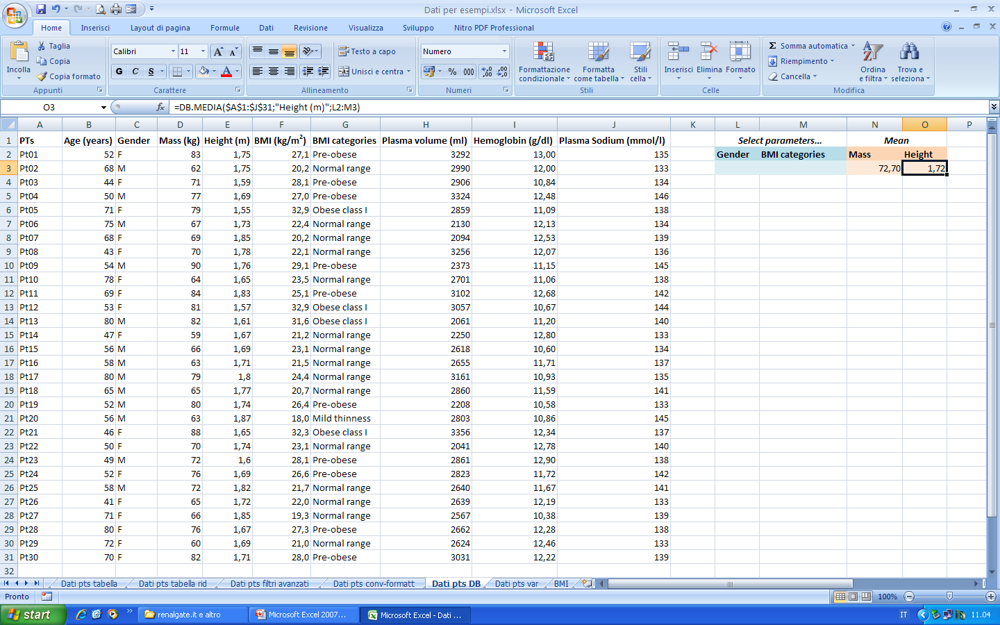 Dati per esempi.xlsx - Microsoft Excel
Home Inserisci Layout di pagina Formule Dati Revisione Visualizza Sviluppo Nitro PDF Professional
Incolla
Taglia
Copia
Copia formato
Appunti
Calibri 11
G C S
Carattere
Testo a capo
Unisci e centra
Allineamento
Numero
% 000
Numeri
Formattazione condizionale
Formatta come tabella
Stili cella
Stili
Inserisci Elimina Formato
Celle
Σ Somma automatica
Riempimento
Cancella
Ordina e filtra
Trova e seleziona
Modifica
O3 fx =DB.MEDIA($A$1:$J$31;"Height (m)";L2:M3)
A B C D E F G H I J K L M N O P
1 PTs Age (years) Gender Mass (kg) Height (m) BMI (kg/m²) BMI categories Plasma volume (ml) Hemoglobin (g/dl) Plasma Sodium (mmol/l) Select parameters... Mean
2 Pt01 52 F 83 1,75 27,1 Pre-obese 3292 13,00 135 Gender BMI categories Mass Height
3 Pt02 68 M 62 1,75 20,2 Normal range 2990 12,00 133 72,70 1,72
4 Pt03 44 F 71 1,59 28,1 Pre-obese 2906 10,84 134
5 Pt04 50 M 77 1,69 27,0 Pre-obese 3324 12,48 146
6 Pt05 71 F 79 1,55 32,9 Obese class I 2859 11,09 138
7 Pt06 75 M 67 1,73 22,4 Normal range 2130 12,13 134
8 Pt07 68 F 69 1,85 20,2 Normal range 2094 12,53 139
9 Pt08 43 F 70 1,78 22,1 Normal range 3256 12,07 136
10 Pt09 54 M 90 1,76 29,1 Pre-obese 2373 11,15 145
11 Pt10 78 F 64 1,65 23,5 Normal range 2701 11,06 138
12 Pt11 69 F 84 1,83 25,1 Pre-obese 3102 12,68 142
13 Pt12 53 F 81 1,57 32,9 Obese class I 3057 10,67 144
14 Pt13 80 M 82 1,61 31,6 Obese class I 2061 11,20 140
15 Pt14 47 F 59 1,67 21,2 Normal range 2250 12,80 133
16 Pt15 56 M 66 1,69 23,1 Normal range 2618 10,60 134
17 Pt16 58 M 63 1,71 21,5 Normal range 2655 11,71 137
18 Pt17 80 M 79 1,8 24,4 Normal range 3161 10,93 135
19 Pt18 65 M 65 1,77 20,7 Normal range 2860 11,59 141
20 Pt19 52 M 80 1,74 26,4 Pre-obese 2208 10,58 133
21 Pt20 56 M 63 1,87 18,0 Mild thinness 2803 10,86 145
22 Pt21 46 F 88 1,65 32,3 Obese class I 3356 12,34 137
23 Pt22 50 F 70 1,74 23,1 Normal range 2041 12,78 140
24 Pt23 49 M 72 1,6 28,1 Pre-obese 2861 12,90 138
25 Pt24 52 F 76 1,69 26,6 Pre-obese 2823 11,72 142
26 Pt25 58 M 72 1,82 21,7 Normal range 2640 11,67 141
27 Pt26 41 F 65 1,72 22,0 Normal range 2639 12,19 133
28 Pt27 71 F 66 1,85 19,3 Normal range 2567 10,38 139
29 Pt28 80 F 76 1,67 27,3 Pre-obese 2662 12,28 138
30 Pt29 72 F 60 1,69 21,0 Normal range 2624 12,46 133
31 Pt30 70 F 82 1,71 28,0 Pre-obese 3031 12,22 139
32
Dati pts tabella Dati pts tabella rid Dati pts filtri avanzati Dati pts conv-formatt Dati pts DB Dati pts var BMI
Pronto 100%
start renalgate.it e altro Microsoft Excel 2007... Microsoft Excel - Dati ... IT 11.04